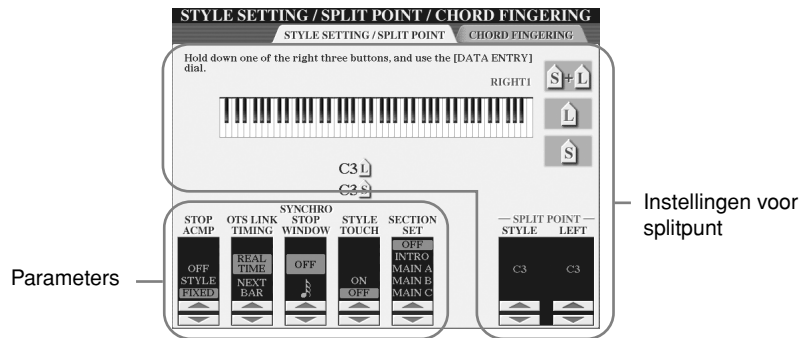 STYLE SETTING / SPLIT POINT / CHORD FINGERING
STYLE SETTING / SPLIT POINT
CHORD FINGERING
Hold down one of the right three buttons, and use the [DATA ENTRY]
dial.
RIGHT1
S+L
L
S
C3 L
C3 S
STOP
ACMP
OFF
STYLE
FIXED
OTS LINK
TIMING
REAL
TIME
NEXT
BAR
SYNCHRO
STOP
WINDOW
OFF
STYLE
TOUCH
ON
OFF
SECTION
SET
OFF
INTRO
MAIN A
MAIN B
MAIN C
SPLIT POINT
STYLE LEFT
C3 C3
Parameters
Instellingen voor
splitpunt